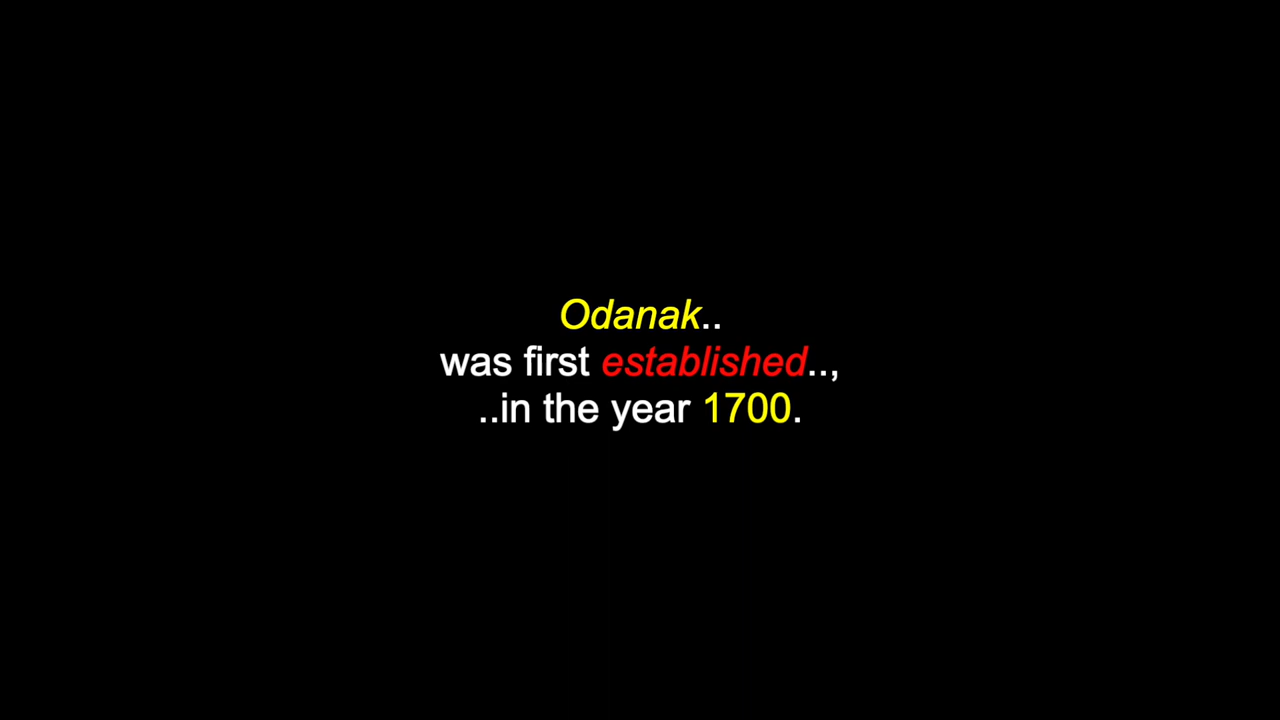 Odanak..
was first established..,
..in the year 1700.